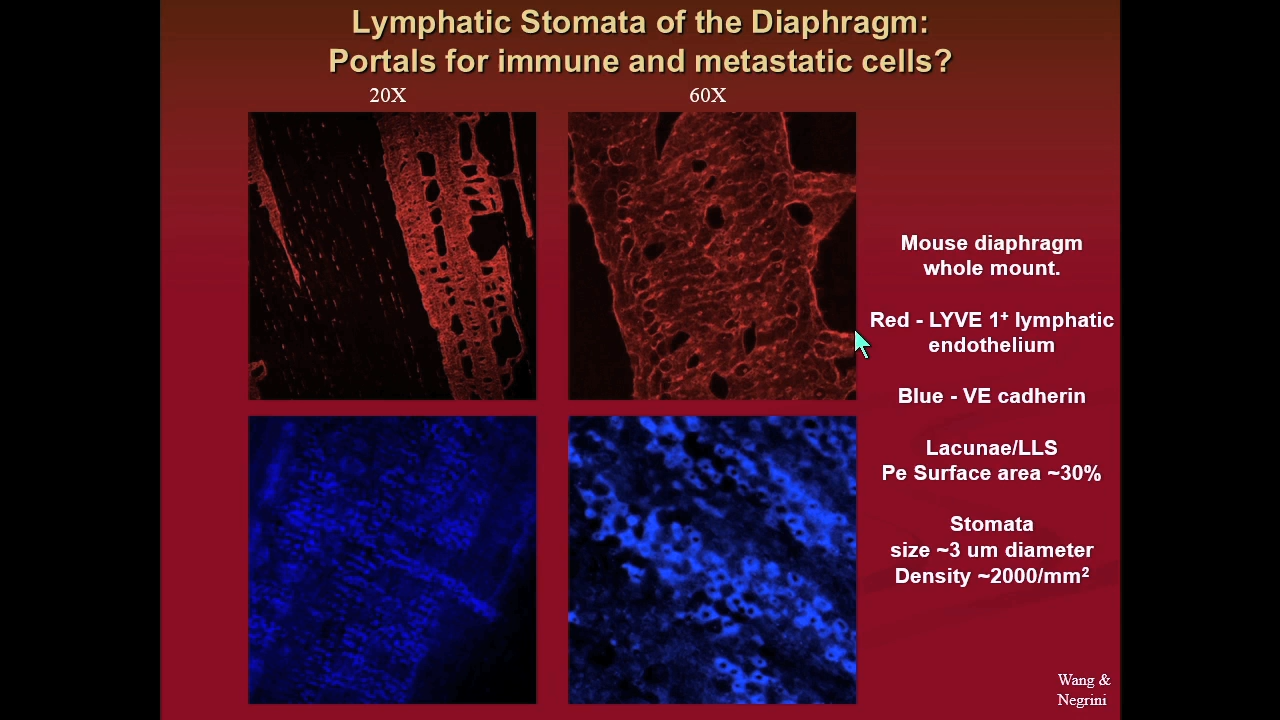 Lymphatic Stomata of the Diaphragm:
Portals for immune and metastatic cells?
20X
60X
Mouse diaphragm
whole mount.
Red - LYVE 1⁺ lymphatic
endothelium
Blue - VE cadherin
Lacunae/LLS
Pe Surface area ~30%
Stomata
size ~3 um diameter
Density ~2000/mm²
Wang &
Negrini